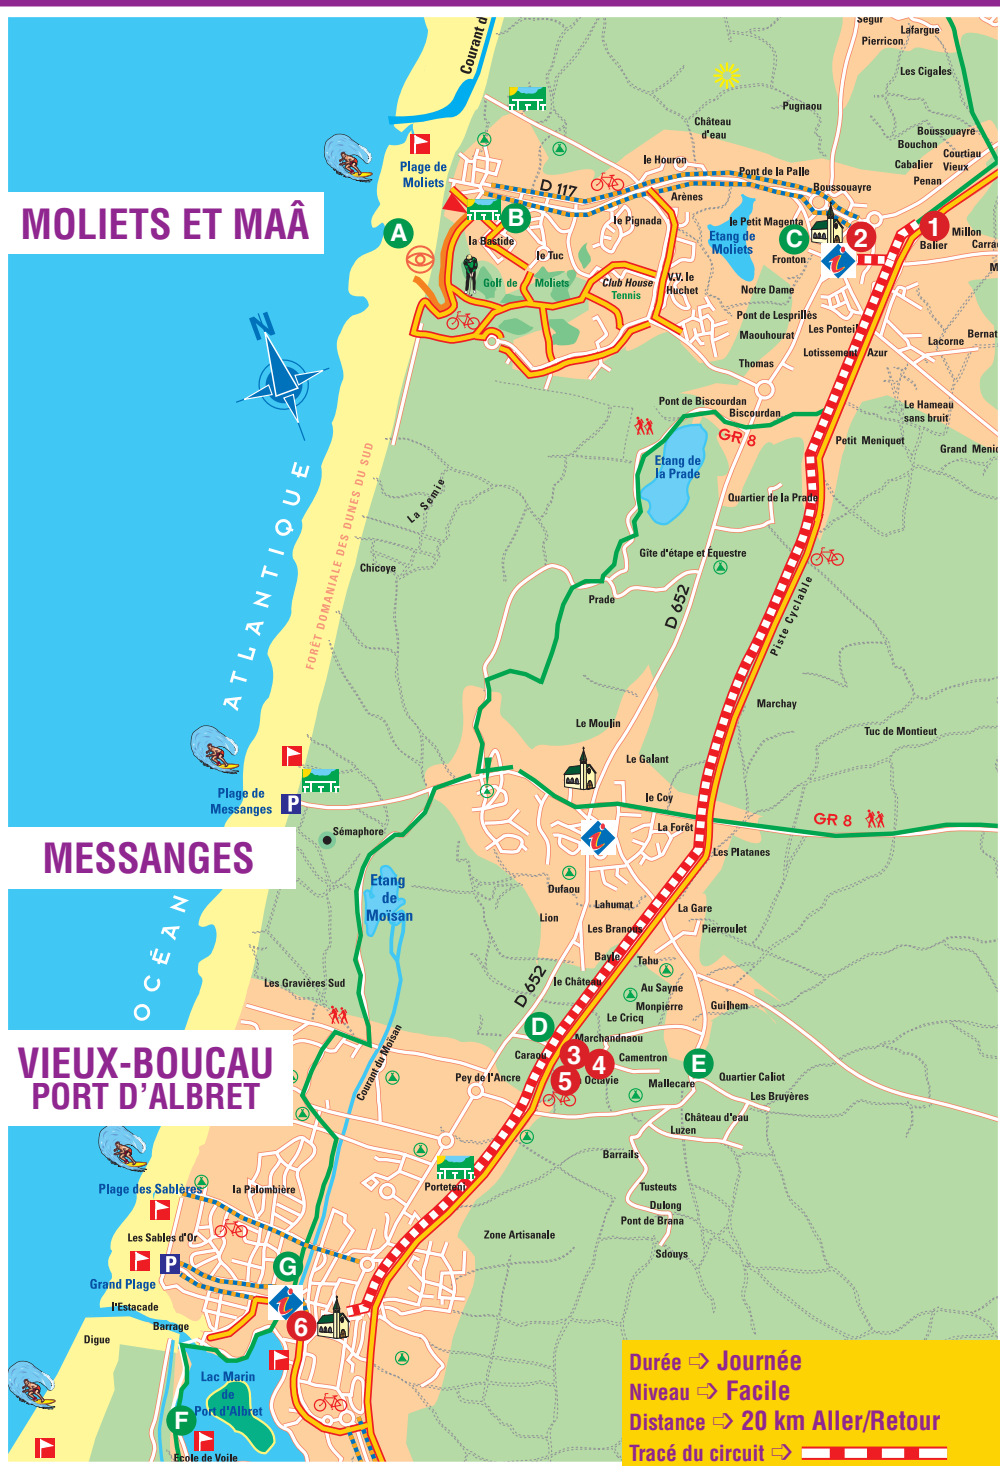 Ségur
Lafargue
Pierricon
Les Cigales
Courant d
Pugnaou
Château
d'eau
Boussouayre
Bouchon
Courtiau
Cabalier
Vieux
Penan
Plage de
Moliets
le Houron
Pont de la Palle
D 117
Arènes
Boussouayre
MOLIETS ET MAÂ
A
B
le Pignada
le Petit Magenta
C
2
1
Millon
Balier
Carra
la Bastide
Etang de
Moliets
Fronton
i
M
le Tuc
Golf de Moliets
Club House
Tennis
V.V. le
Huchet
Notre Dame
N
Pont de Lesprillès
Maouhourat
Les Ponteils
Bernat
Lacorne
Lotissement Azur
Thomas
Pont de Biscourdan
Biscourdan
Le Hameau
sans bruit
GR 8
Petit Meniquet
Grand Meniq
Etang de
la Prade
La Semie
Quartier de la Prade
FORÊT DOMANIALE DES DUNES DU SUD
ATLANTIQUE
Chicoye
Gîte d'étape et Equestre
Prade
D 652
Piste Cyclable
Marchay
Le Moulin
Tuc de Montieut
Le Galant
Plage de
Messanges
P
le Coy
GR 8
Sémaphore
La Forêt
i
MESSANGES
Les Platanes
Etang
de
Moïsan
Dufaou
Lahumat
La Gare
Lion
Les Branous
Pierroulet
OCÉAN
Bayle
Tahu
Les Gravières Sud
D 652
le Château
Au Sayne
Monpierre
Guilhem
Le Cricq
D
Marchandnaou
VIEUX-BOUCAU
PORT D'ALBRET
Courant du Moïsan
Caraou
3
4
Camentron
E
Pey de l'Ancre
5
Octavie
Mallecare
Quartier Caliot
Les Bruyères
Château d'eau
Luzen
Barrails
Plage des Sablères
la Palombière
Porteteni
Tusteuts
Dulong
Pont de Brana
Les Sables d'Or
Zone Artisanale
Sdouys
P
G
Grand Plage
l'Estacade
i
6
Barrage
Digue
Lac Marin
de
Port d'Albret
F
Ecole de Voile
Durée ⇨ Journée
Niveau ⇨ Facile
Distance ⇨ 20 km Aller/Retour
Tracé du circuit ⇨